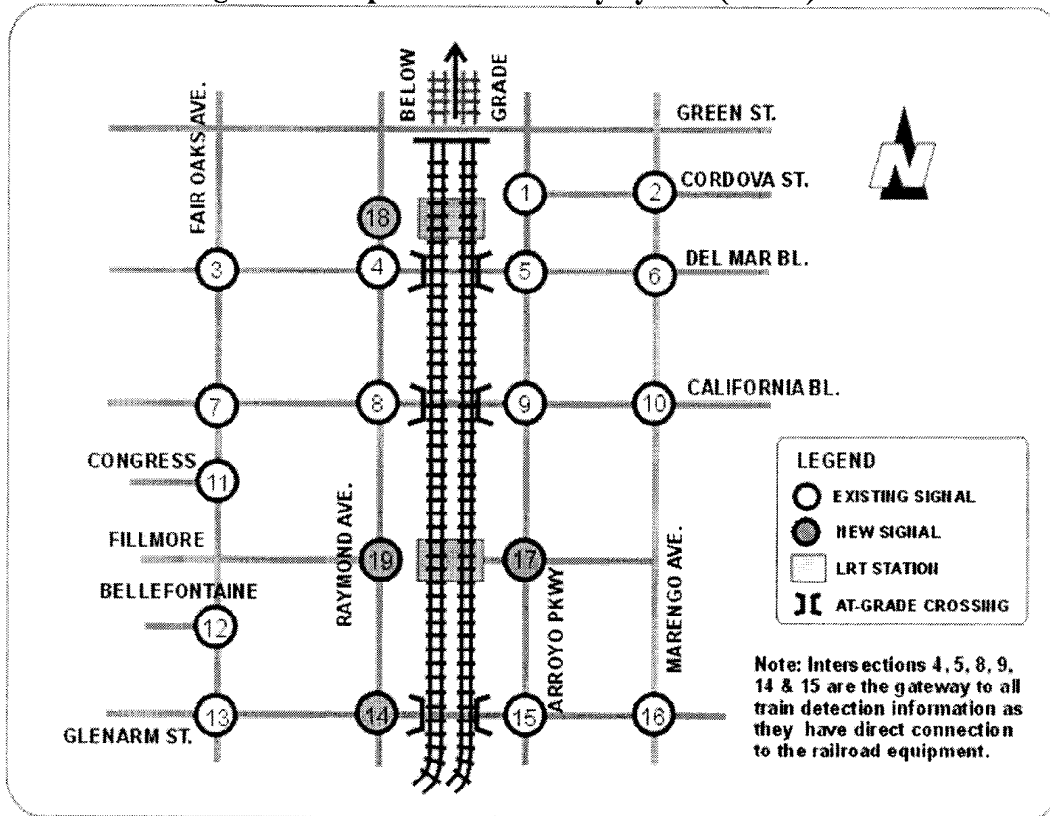 BELOW
GRADE
FAIR OAKS AVE.
GREEN ST.
1
2
CORDOVA ST.
18
3
4
5
6
DEL MAR BL.
7
8
9
10
CALIFORNIA BL.
CONGRESS
11
LEGEND
EXISTING SIGNAL
NEW SIGNAL
LRT STATION
AT-GRADE CROSSING
FILLMORE
19
17
RAYMOND AVE.
ARROYO PKWY
MARENGO AVE.
BELLEFONTAINE
12
Note: Intersections 4, 5, 8, 9,
14 & 15 are the gateway to all
train detection information as
they have direct connection
to the railroad equipment.
13
14
15
16
GLENARM ST.
N